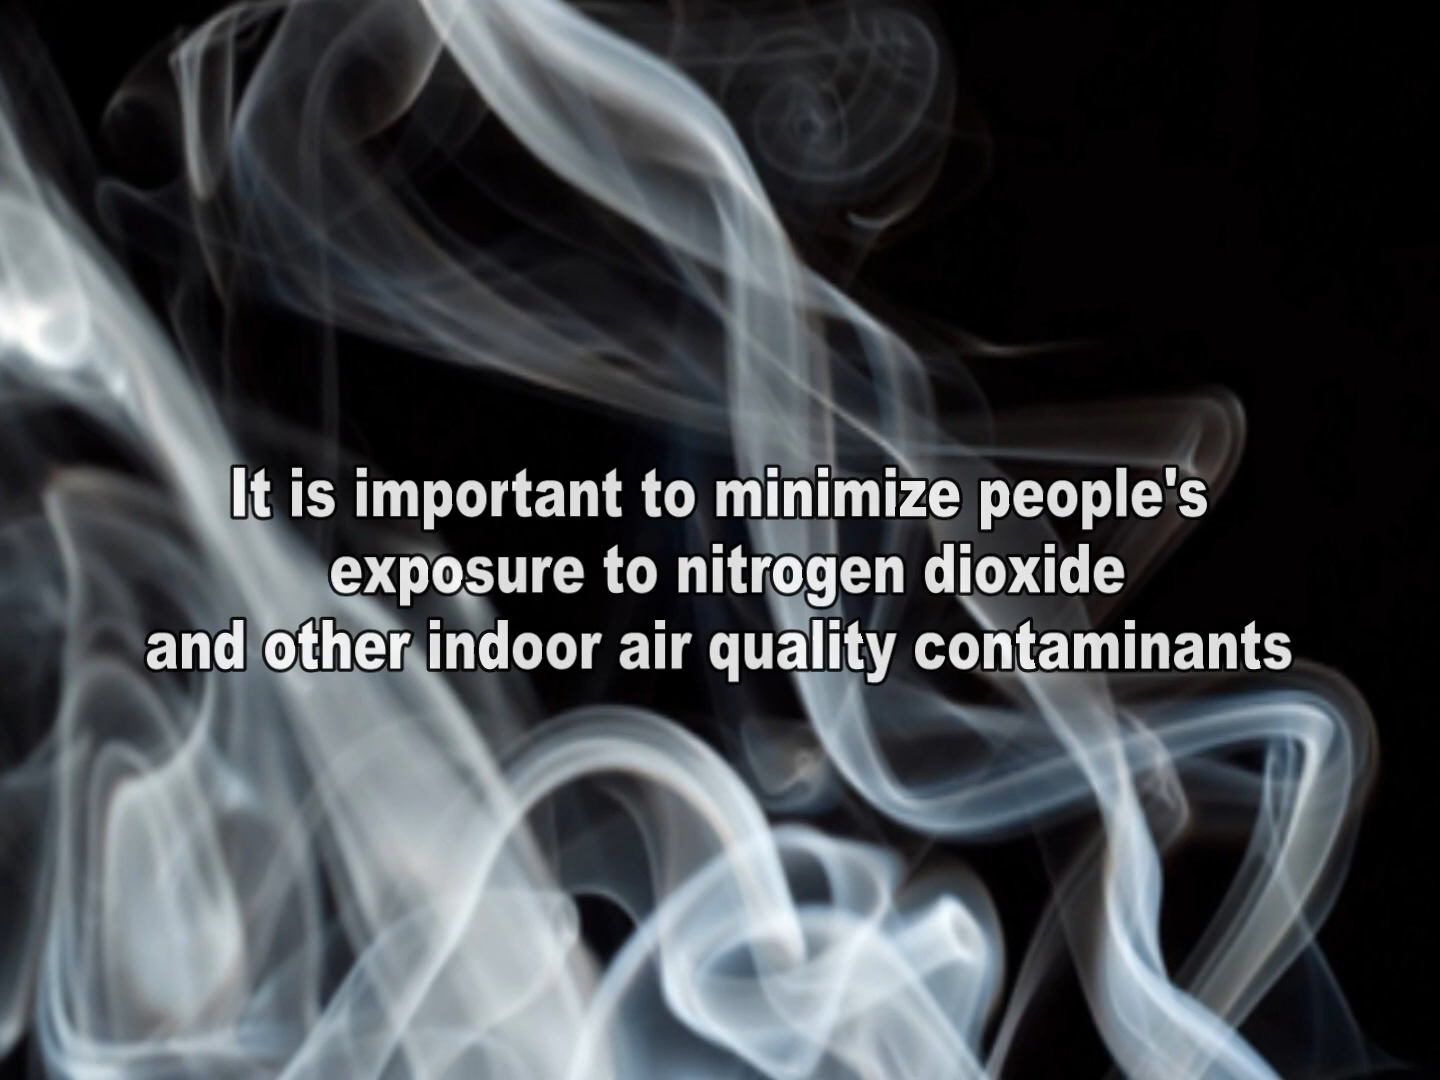 It is important to minimize people's
exposure to nitrogen dioxide
and other indoor air quality contaminants